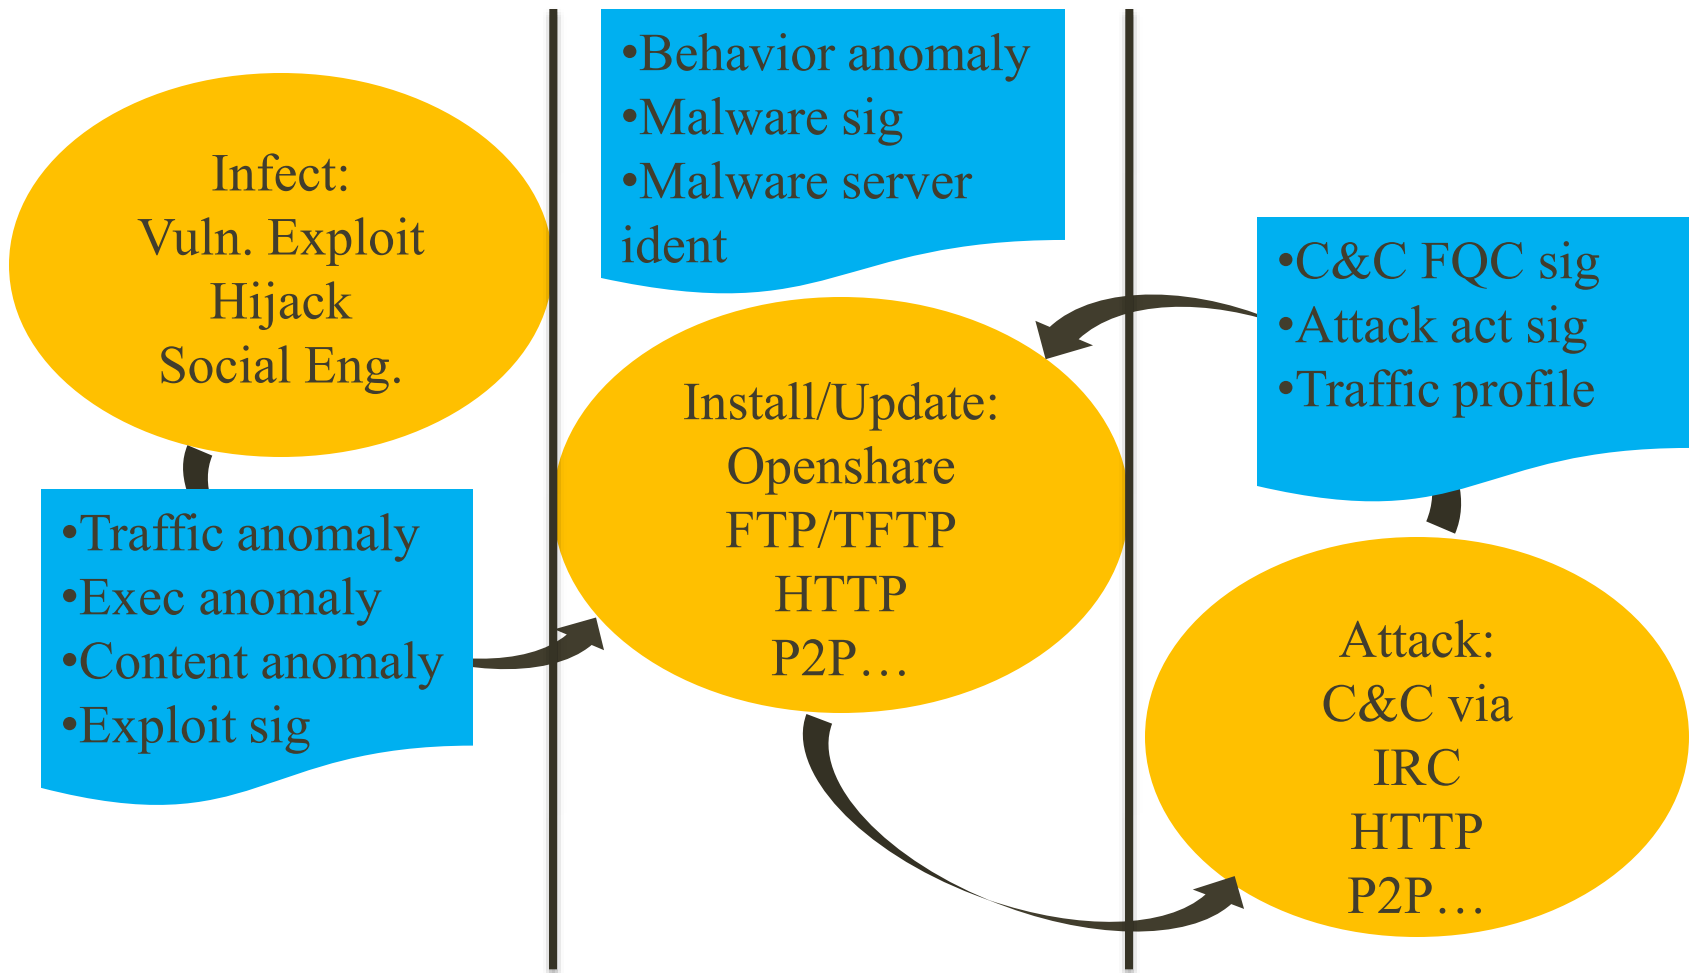 Infect:
Vuln. Exploit
Hijack
Social Eng.
•Traffic anomaly
•Exec anomaly
•Content anomaly
•Exploit sig
•Behavior anomaly
•Malware sig
•Malware server
ident
Install/Update:
Openshare
FTP/TFTP
HTTP
P2P…
•C&C FQC sig
•Attack act sig
•Traffic profile
Attack:
C&C via
IRC
HTTP
P2P…